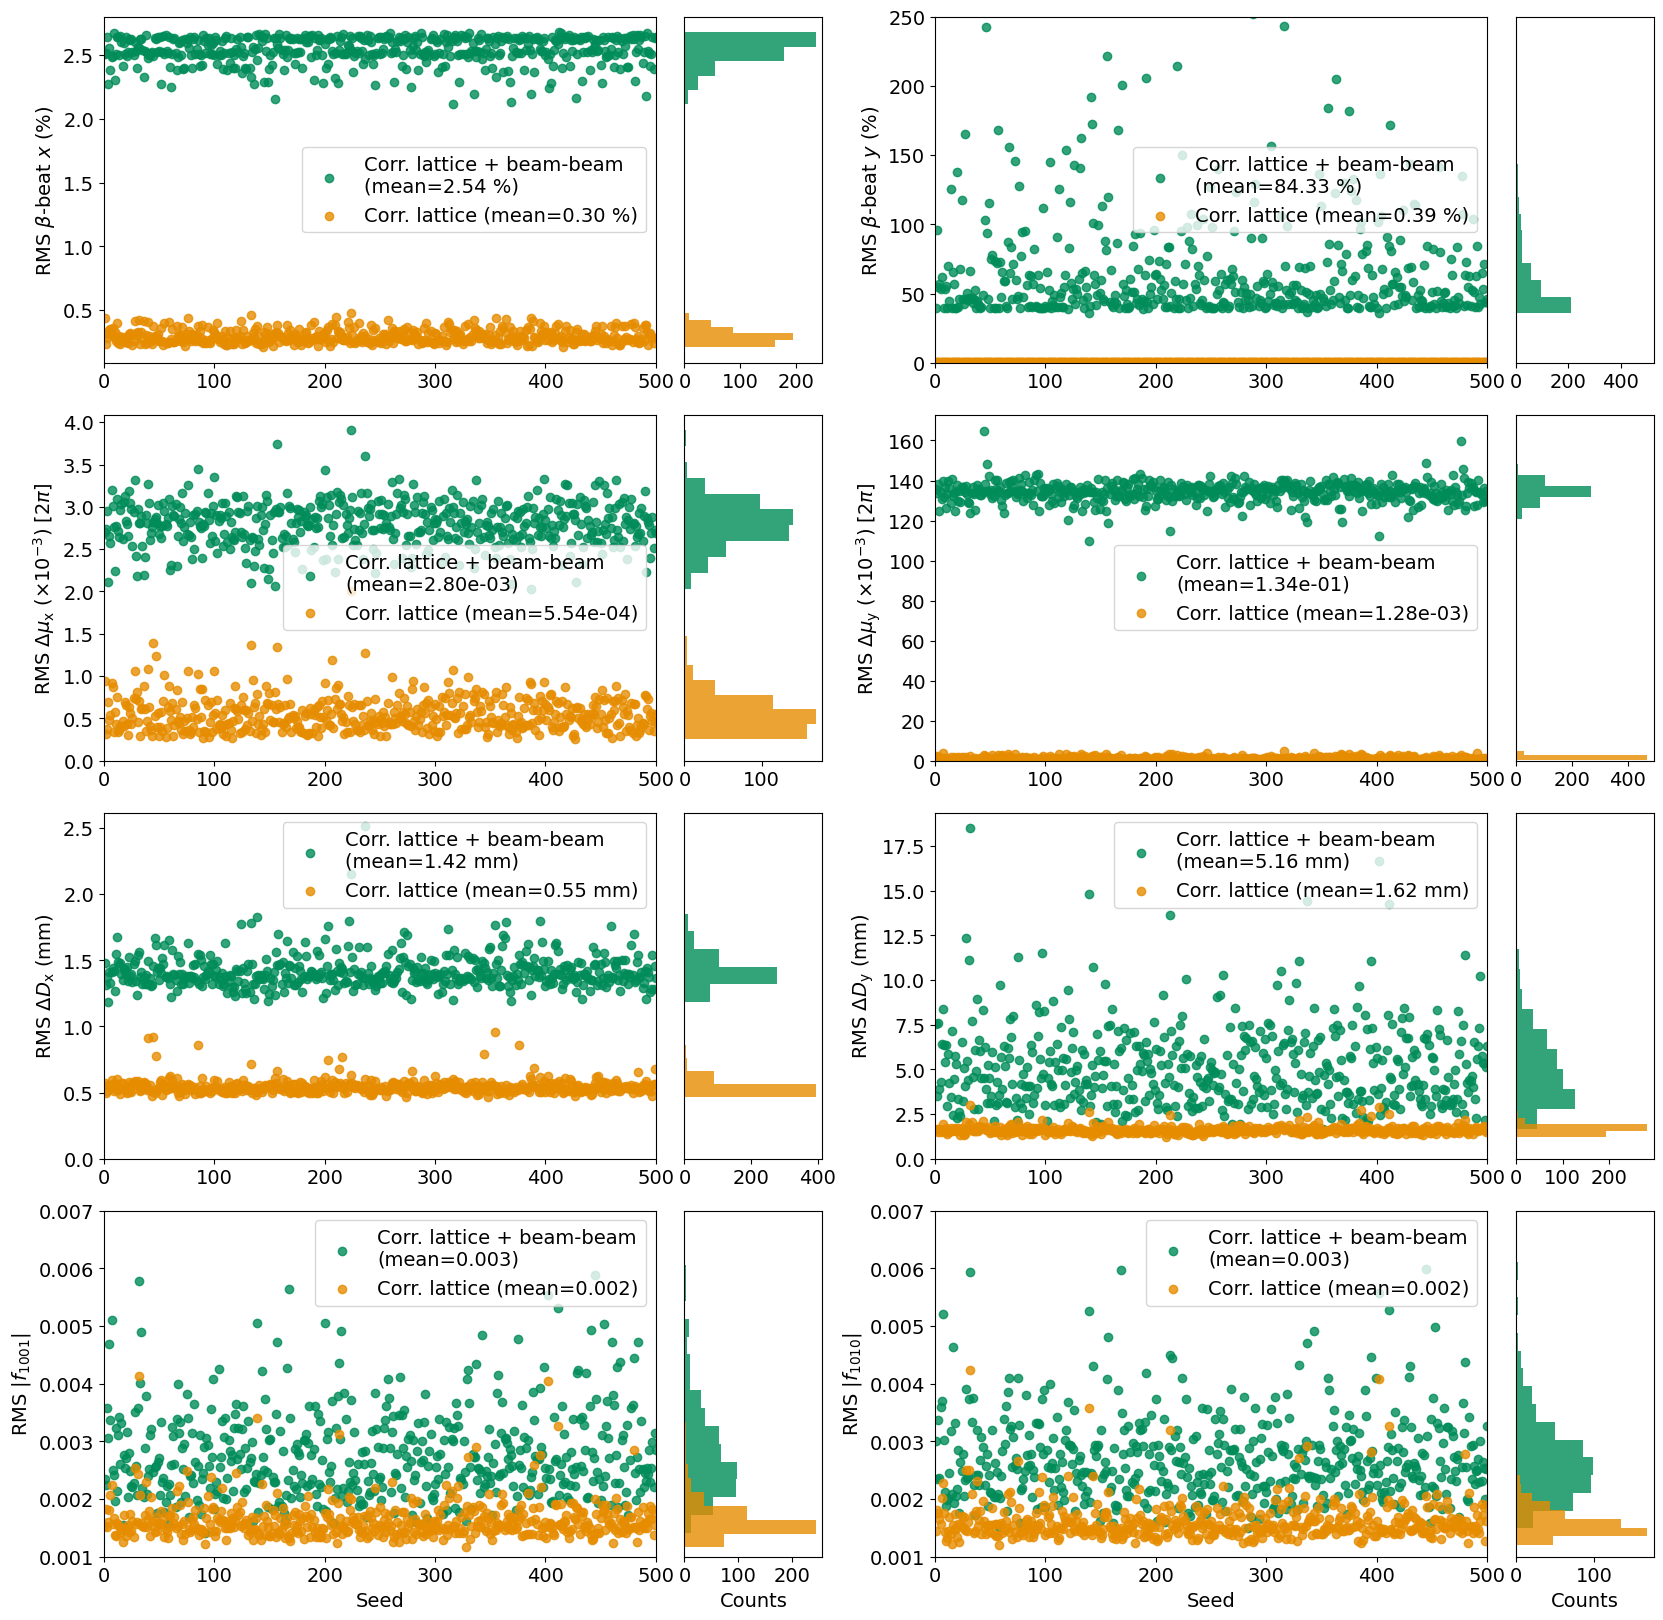 RMS β-beat x (%)
2.5
2.0
1.5
1.0
0.5
0 100 200 300 400 500
Corr. lattice + beam-beam
(mean=2.54 %)
Corr. lattice (mean=0.30 %)
0 100 200
RMS β-beat y (%)
250
200
150
100
50
0
0 100 200 300 400 500
Corr. lattice + beam-beam
(mean=84.33 %)
Corr. lattice (mean=0.39 %)
0 200 400
RMS Δμx (×10⁻³) [2π]
4.0
3.5
3.0
2.5
2.0
1.5
1.0
0.5
0.0
0 100 200 300 400 500
Corr. lattice + beam-beam
(mean=2.80e-03)
Corr. lattice (mean=5.54e-04)
0 100
RMS Δμy (×10⁻³) [2π]
160
140
120
100
80
60
40
20
0
0 100 200 300 400 500
Corr. lattice + beam-beam
(mean=1.34e-01)
Corr. lattice (mean=1.28e-03)
0 200 400
RMS ΔDx (mm)
2.5
2.0
1.5
1.0
0.5
0.0
0 100 200 300 400 500
Corr. lattice + beam-beam
(mean=1.42 mm)
Corr. lattice (mean=0.55 mm)
0 200 400
RMS ΔDy (mm)
17.5
15.0
12.5
10.0
7.5
5.0
2.5
0.0
0 100 200 300 400 500
Corr. lattice + beam-beam
(mean=5.16 mm)
Corr. lattice (mean=1.62 mm)
0 100 200
RMS |f1001|
0.007
0.006
0.005
0.004
0.003
0.002
0.001
0 100 200 300 400 500
Seed
Corr. lattice + beam-beam
(mean=0.003)
Corr. lattice (mean=0.002)
0 100 200
Counts
RMS |f1010|
0.007
0.006
0.005
0.004
0.003
0.002
0.001
0 100 200 300 400 500
Seed
Corr. lattice + beam-beam
(mean=0.003)
Corr. lattice (mean=0.002)
0 100
Counts